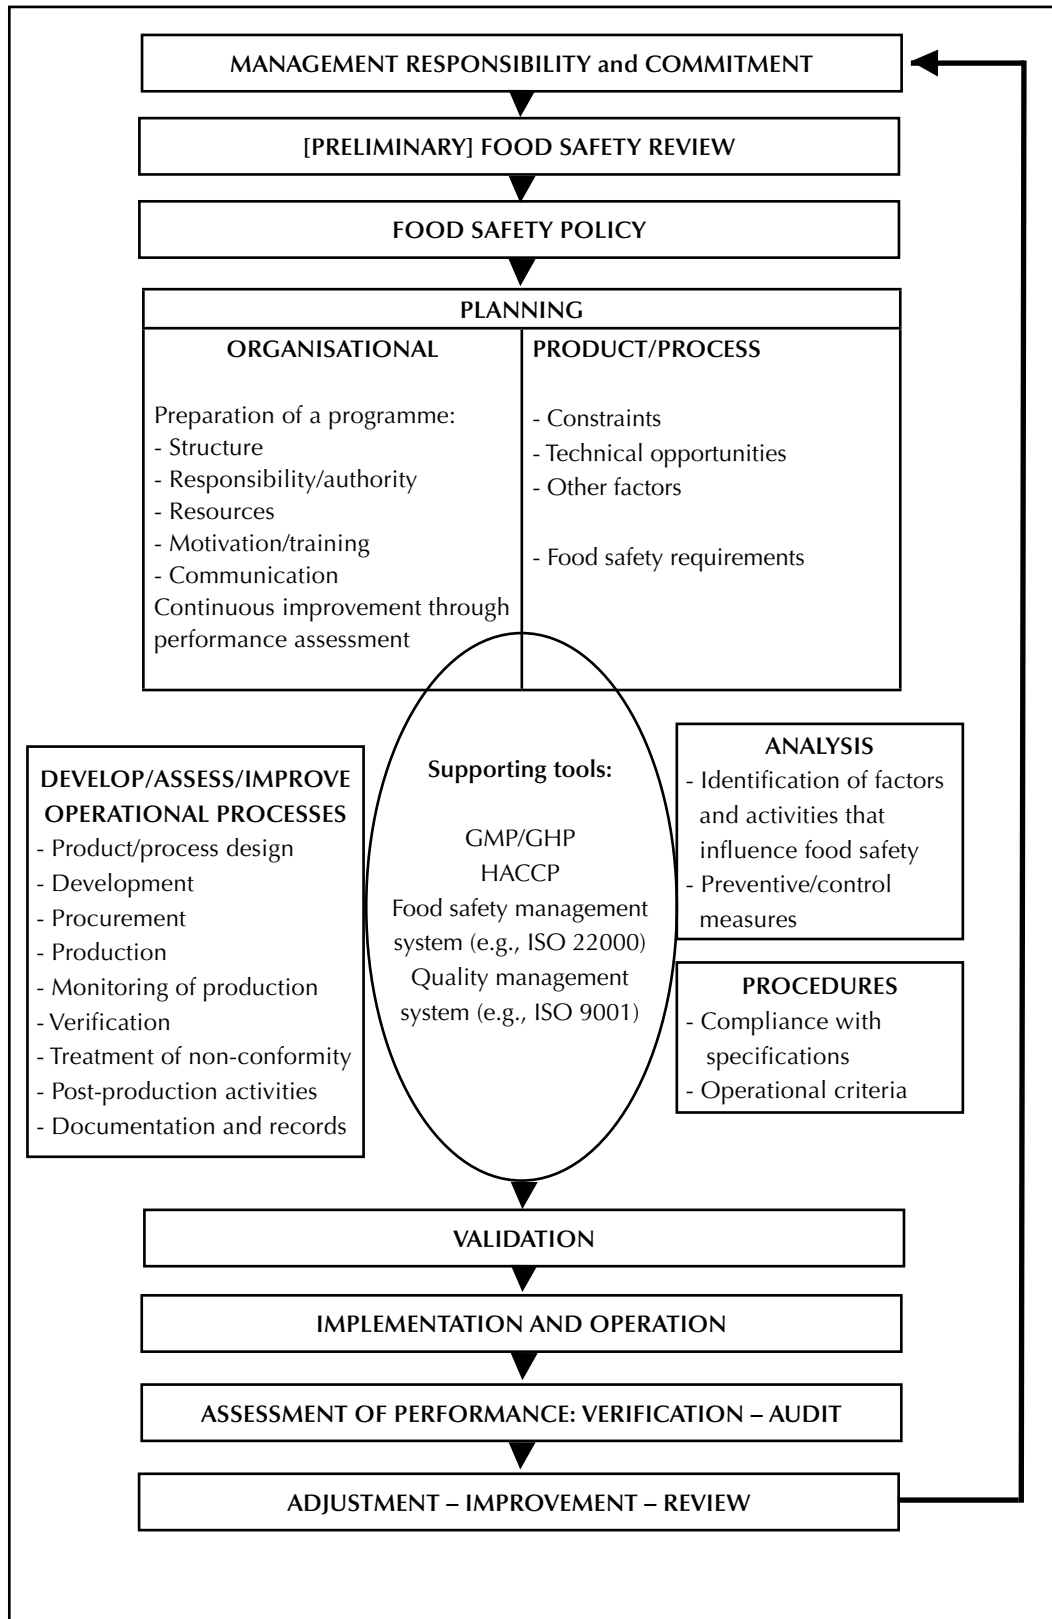 MANAGEMENT RESPONSIBILITY and COMMITMENT
[PRELIMINARY] FOOD SAFETY REVIEW
FOOD SAFETY POLICY
PLANNING
ORGANISATIONAL
Preparation of a programme:
- Structure
- Responsibility/authority
- Resources
- Motivation/training
- Communication
Continuous improvement through
performance assessment
PRODUCT/PROCESS
- Constraints
- Technical opportunities
- Other factors
- Food safety requirements
DEVELOP/ASSESS/IMPROVE
OPERATIONAL PROCESSES
- Product/process design
- Development
- Procurement
- Production
- Monitoring of production
- Verification
- Treatment of non-conformity
- Post-production activities
- Documentation and records
Supporting tools:
GMP/GHP
HACCP
Food safety management
system (e.g., ISO 22000)
Quality management
system (e.g., ISO 9001)
ANALYSIS
- Identification of factors
and activities that
influence food safety
- Preventive/control
measures
PROCEDURES
- Compliance with
specifications
- Operational criteria
VALIDATION
IMPLEMENTATION AND OPERATION
ASSESSMENT OF PERFORMANCE: VERIFICATION – AUDIT
ADJUSTMENT – IMPROVEMENT – REVIEW